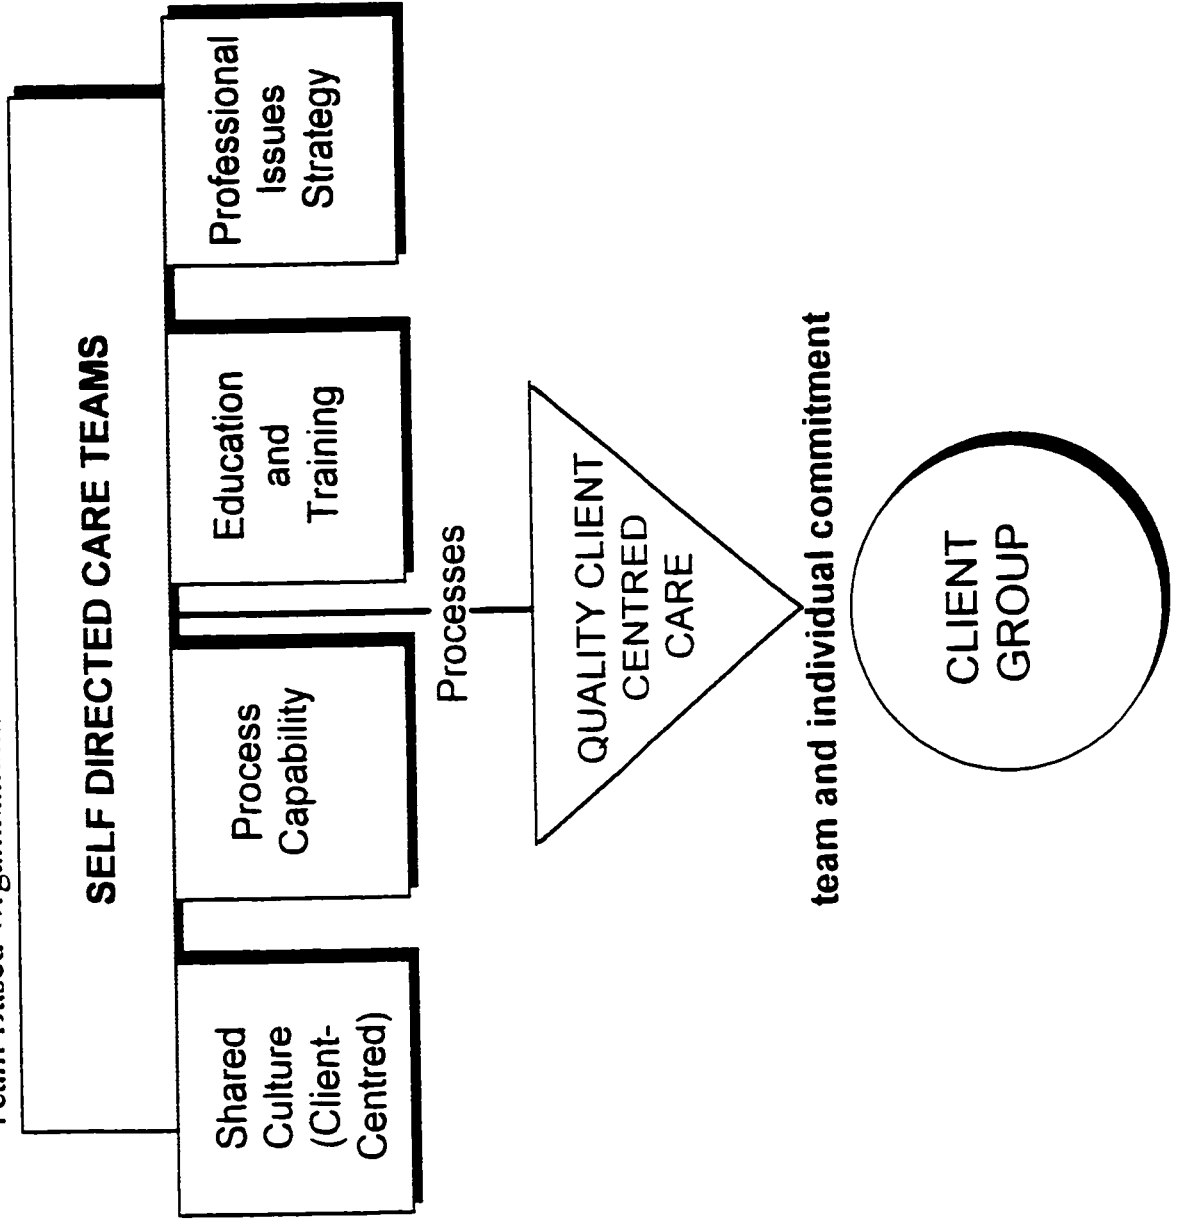 SELF DIRECTED CARE TEAMS
Shared
Culture
(Client-
Centred)
Process
Capability
Education
and
Training
Professional
Issues
Strategy
Processes
QUALITY CLIENT
CENTRED
CARE
team and individual commitment
CLIENT
GROUP